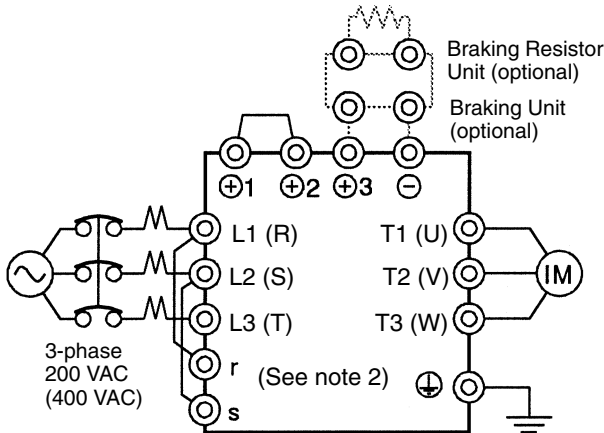 Braking Resistor
Unit (optional)
Braking Unit
(optional)
⊕1 ⊕2 ⊕3 ⊖
L1 (R) T1 (U)
L2 (S) T2 (V) IM
L3 (T) T3 (W)
3-phase
200 VAC
(400 VAC)
r (See note 2)
s